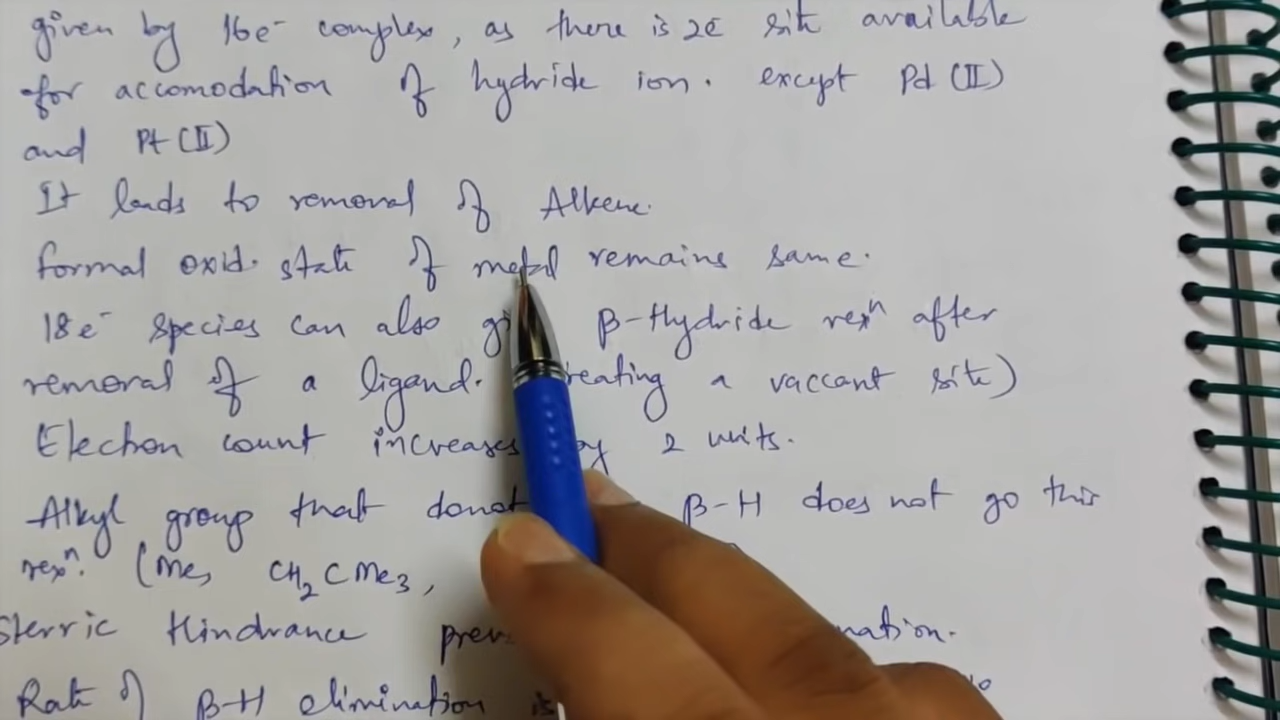 given by 16e⁻ complex, as there is 2e site available
for accomodation of hydride ion. except Pd (II)
and Pt (II)
It leads to removal of Alkene.
formal oxid. state of metal remains same.
18e⁻ species can also β-Hydride rexⁿ after
removal of a ligand. a vaccant site)
Electron count increases by 2 units.
Alkyl group that β-H does not go this
rexⁿ. (Me, CH₂CMe₃,
Sterric Hindrance
Rate of β-H elimination is